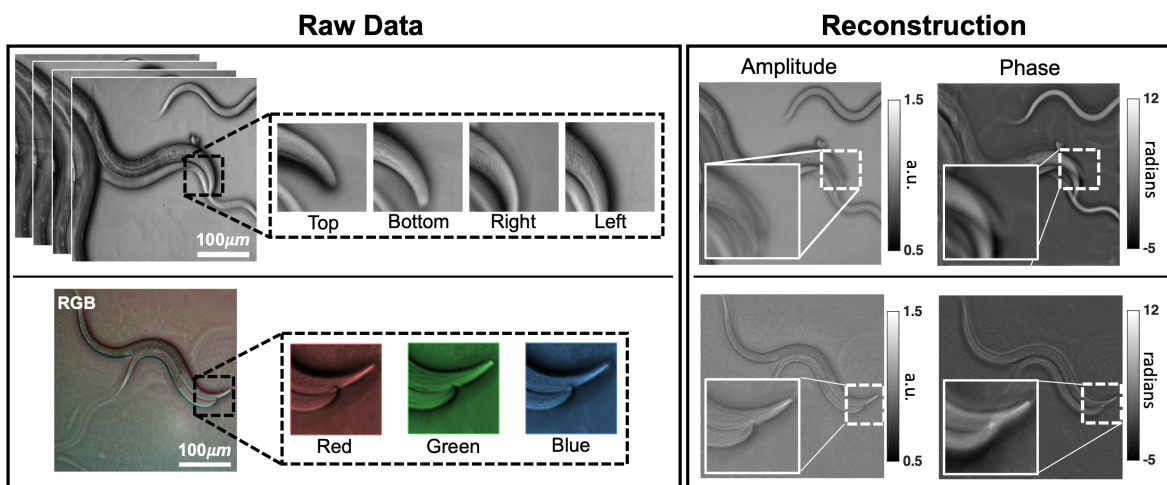 Raw Data
Reconstruction
Amplitude
Phase
100μm
Top
Bottom
Right
Left
1.5
a.u.
0.5
12
radians
-5
RGB
100μm
Red
Green
Blue
1.5
a.u.
0.5
12
radians
-5